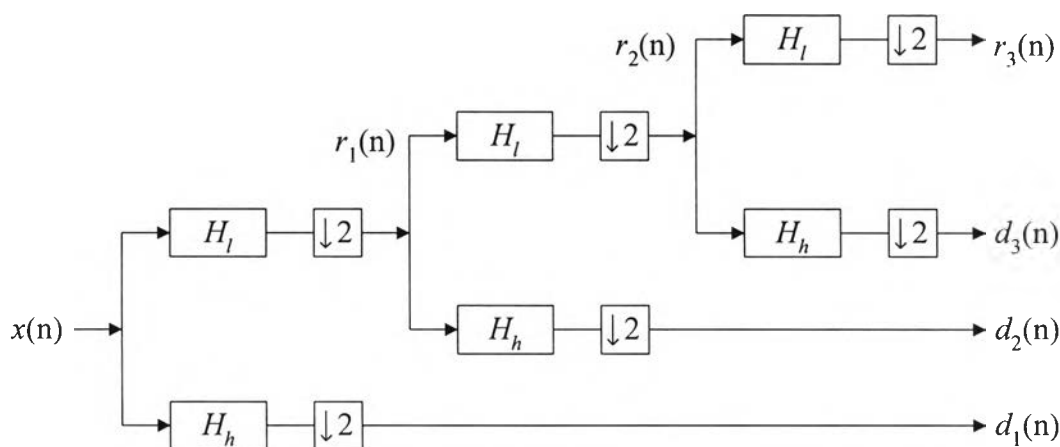 H_l ↓2 r_3(n)
r_2(n)
H_l ↓2
r_1(n)
H_l ↓2
H_h ↓2 d_3(n)
x(n)
H_h ↓2 d_2(n)
H_h ↓2 d_1(n)